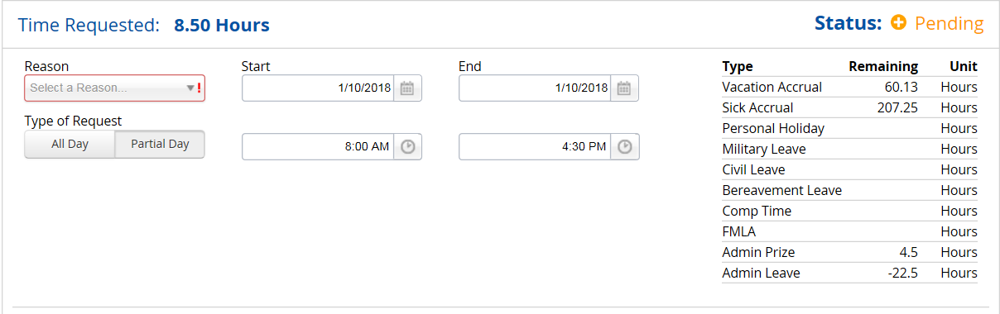 Time Requested: 8.50 Hours
Status: Pending
Reason
Select a Reason... !
Start
1/10/2018
End
1/10/2018
Type of Request
All Day Partial Day
8:00 AM
4:30 PM
Type Remaining Unit
Vacation Accrual 60.13 Hours
Sick Accrual 207.25 Hours
Personal Holiday Hours
Military Leave Hours
Civil Leave Hours
Bereavement Leave Hours
Comp Time Hours
FMLA Hours
Admin Prize 4.5 Hours
Admin Leave -22.5 Hours